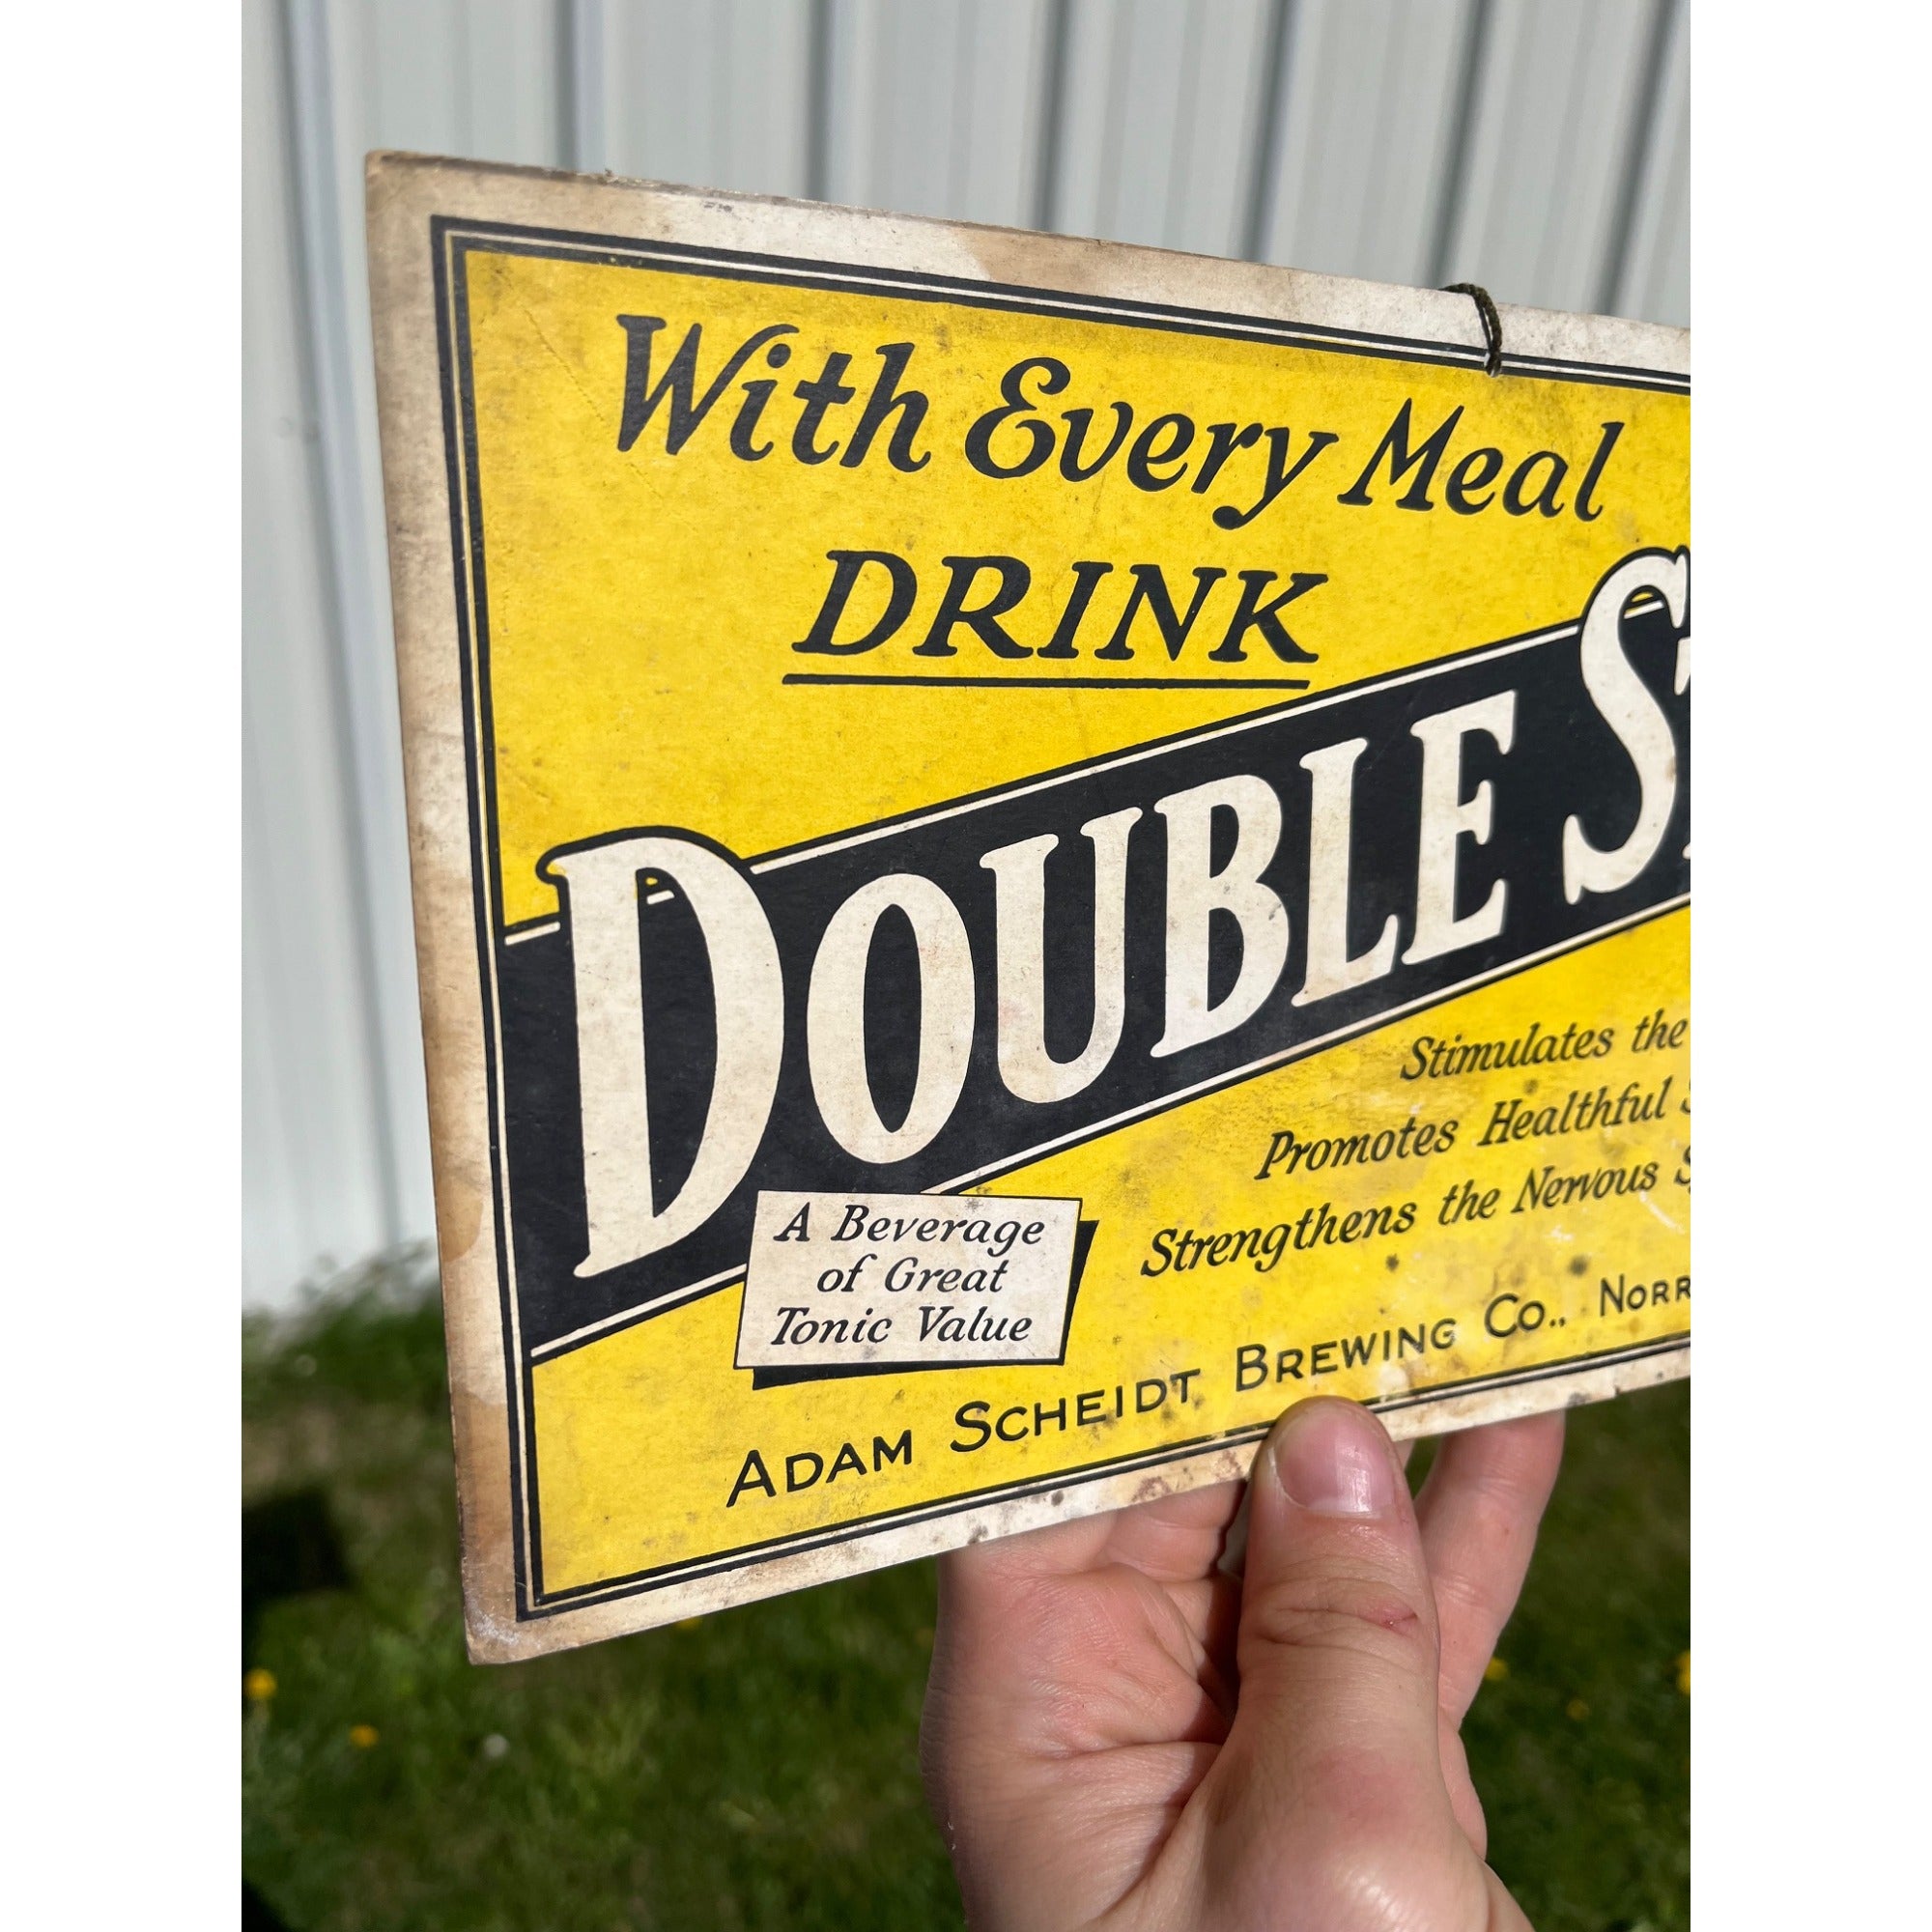 With Every Meal
DRINK
DOUBLE
Stimulates the
Promotes Healthful
Strengthens the Nervous
A Beverage
of Great
Tonic Value
ADAM SCHEIDT BREWING CO., NORR